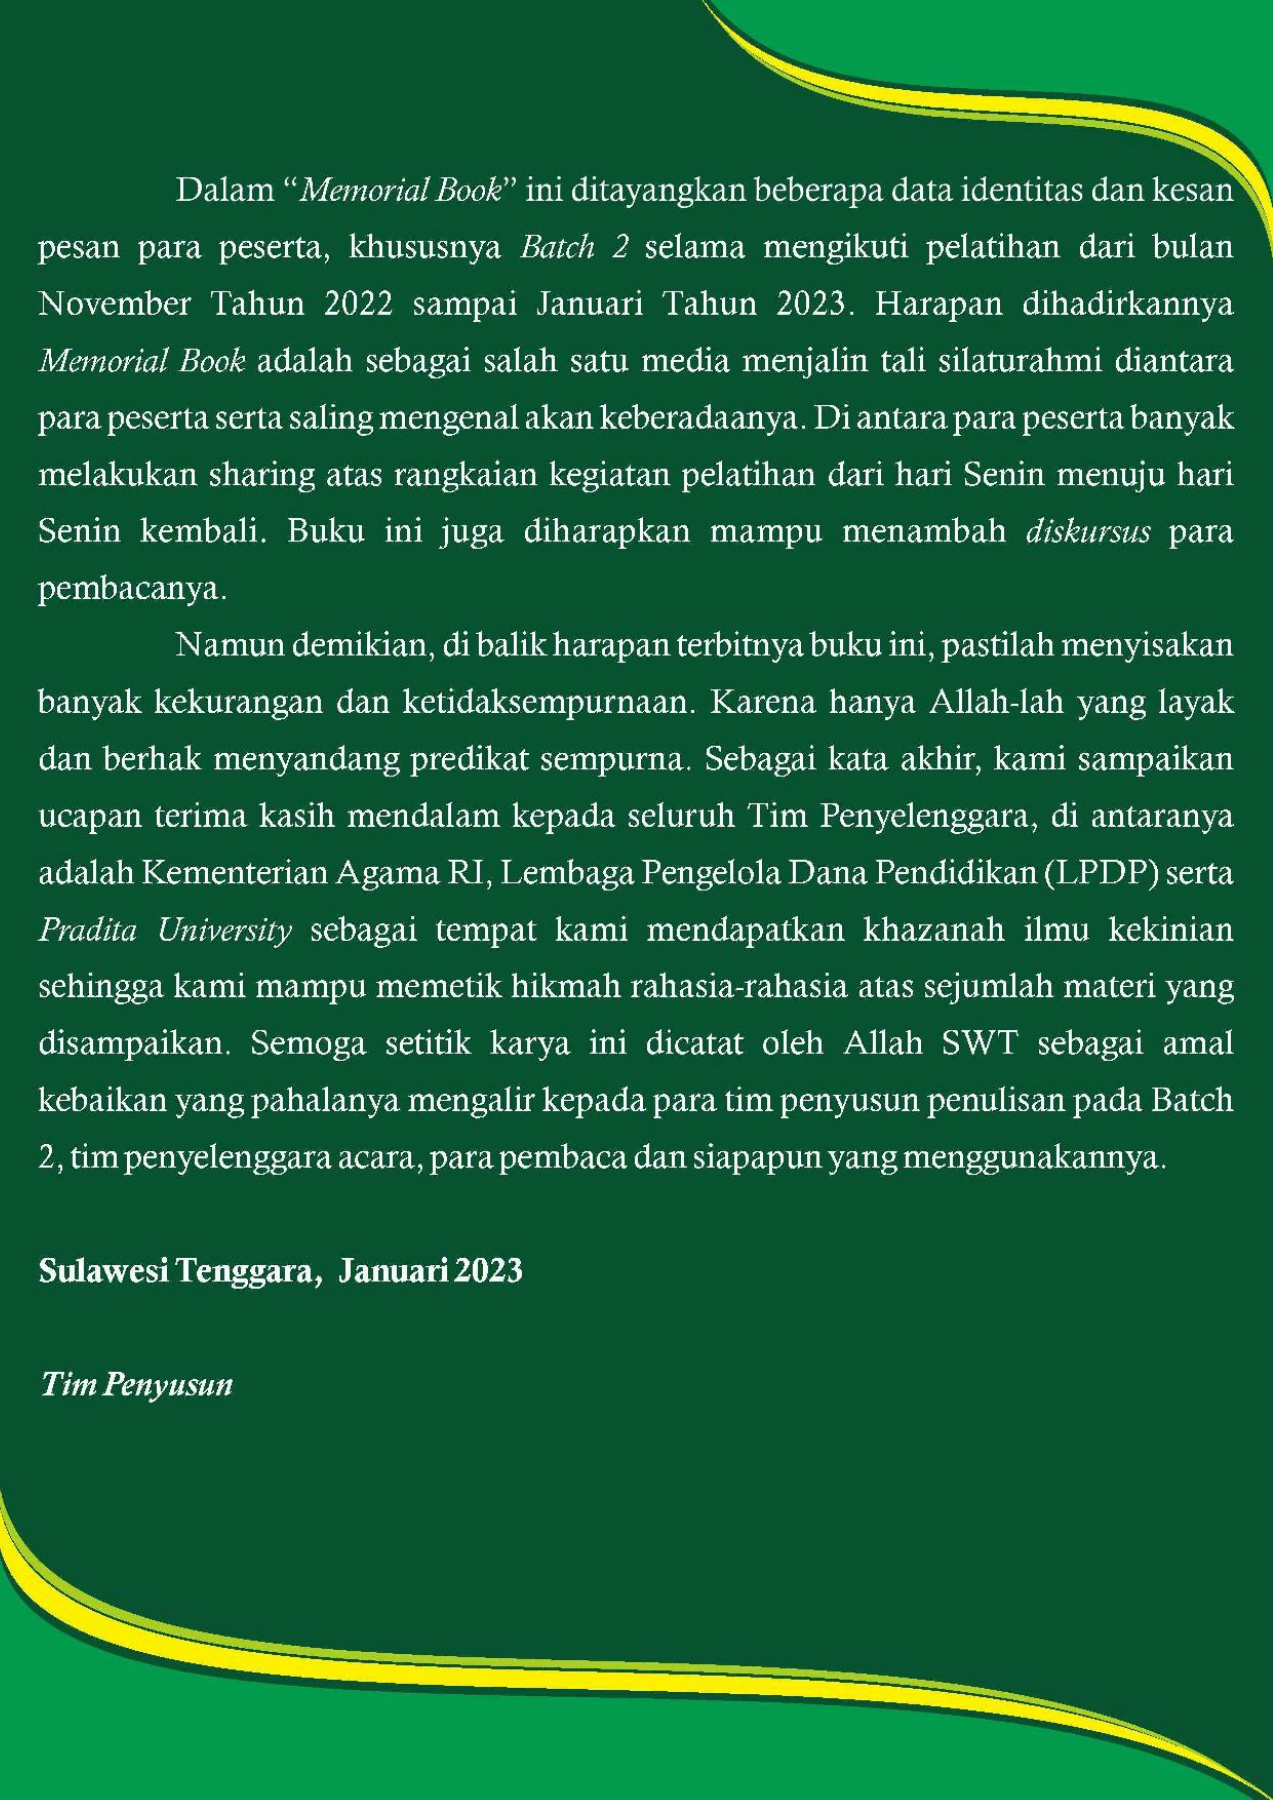 Dalam “Memorial Book” ini ditayangkan beberapa data identitas dan kesan
pesan para peserta, khususnya Batch 2 selama mengikuti pelatihan dari bulan
November Tahun 2022 sampai Januari Tahun 2023. Harapan dihadirkannya
Memorial Book adalah sebagai salah satu media menjalin tali silaturahmi diantara
para peserta serta saling mengenal akan keberadaanya. Di antara para peserta banyak
melakukan sharing atas rangkaian kegiatan pelatihan dari hari Senin menuju hari
Senin kembali. Buku ini juga diharapkan mampu menambah diskursus para
pembacanya.
Namun demikian, di balik harapan terbitnya buku ini, pastilah menyisakan
banyak kekurangan dan ketidaksempurnaan. Karena hanya Allah-lah yang layak
dan berhak menyandang predikat sempurna. Sebagai kata akhir, kami sampaikan
ucapan terima kasih mendalam kepada seluruh Tim Penyelenggara, di antaranya
adalah Kementerian Agama RI, Lembaga Pengelola Dana Pendidikan (LPDP) serta
Pradita University sebagai tempat kami mendapatkan khazanah ilmu kekinian
sehingga kami mampu memetik hikmah rahasia-rahasia atas sejumlah materi yang
disampaikan. Semoga setitik karya ini dicatat oleh Allah SWT sebagai amal
kebaikan yang pahalanya mengalir kepada para tim penyusun penulisan pada Batch
2, tim penyelenggara acara, para pembaca dan siapapun yang menggunakannya.
Sulawesi Tenggara, Januari 2023
Tim Penyusun